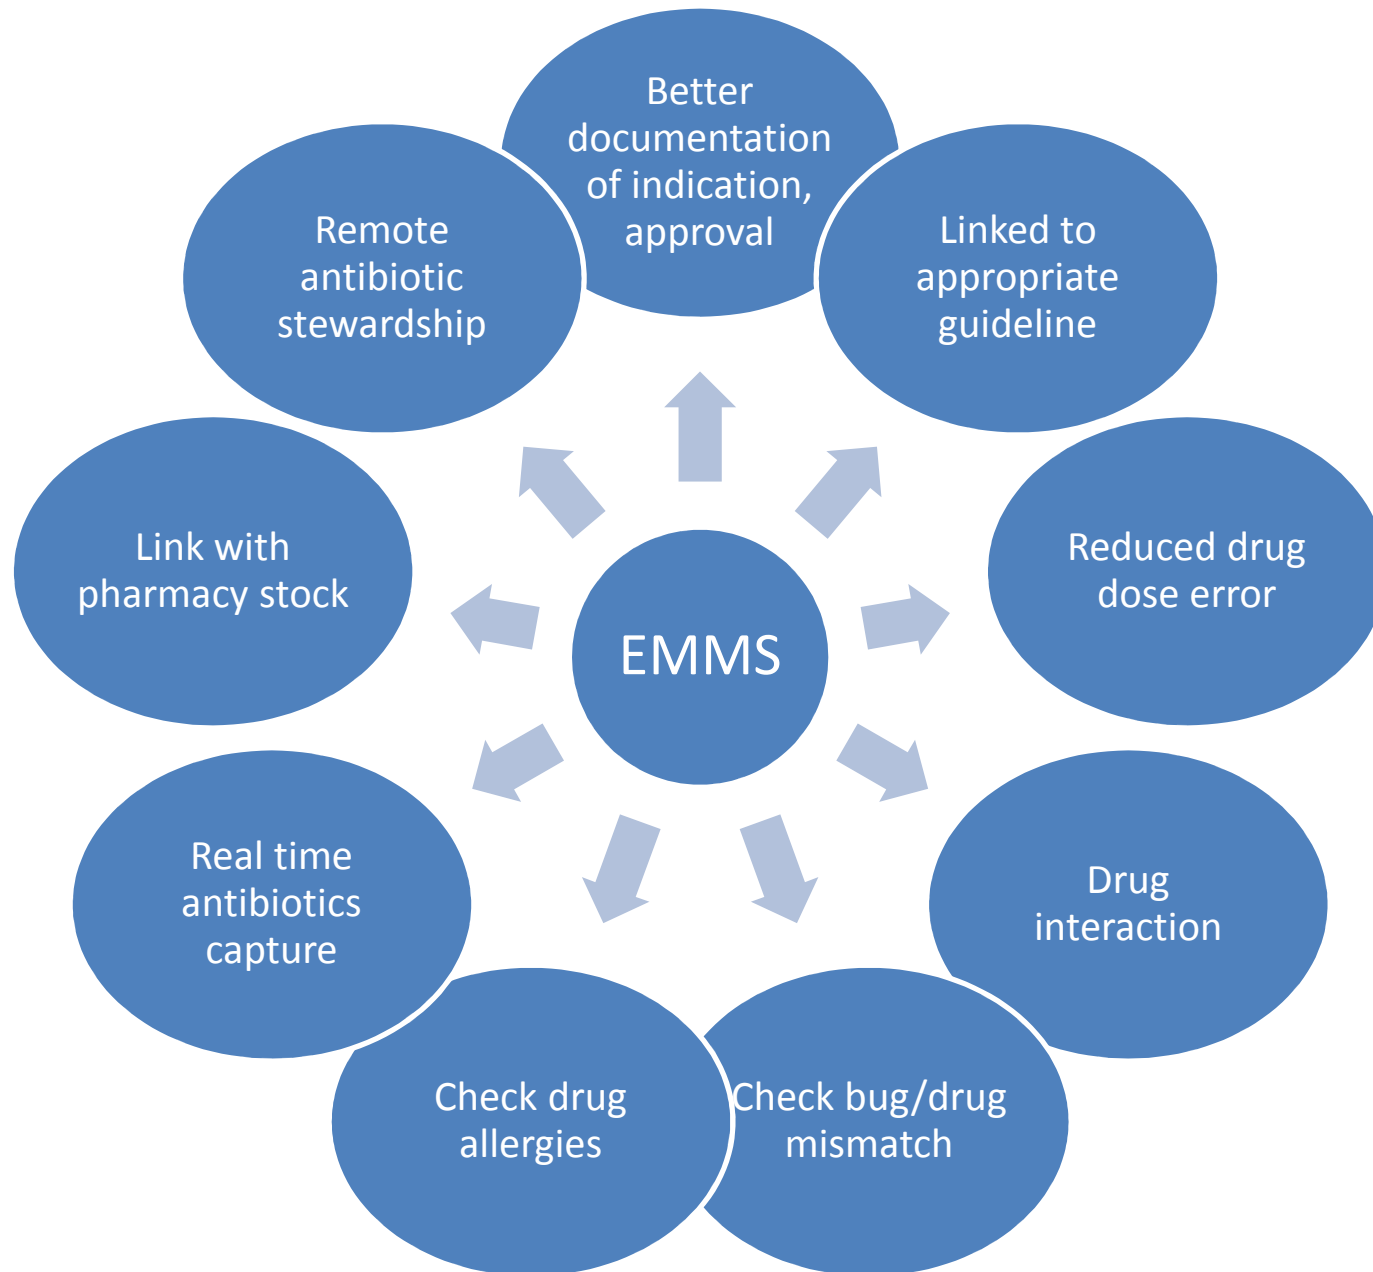 Better
documentation
of indication,
approval
Linked to
appropriate
guideline
Reduced drug
dose error
Drug
interaction
Check bug/drug
mismatch
Check drug
allergies
Real time
antibiotics
capture
Link with
pharmacy stock
Remote
antibiotic
stewardship
EMMS